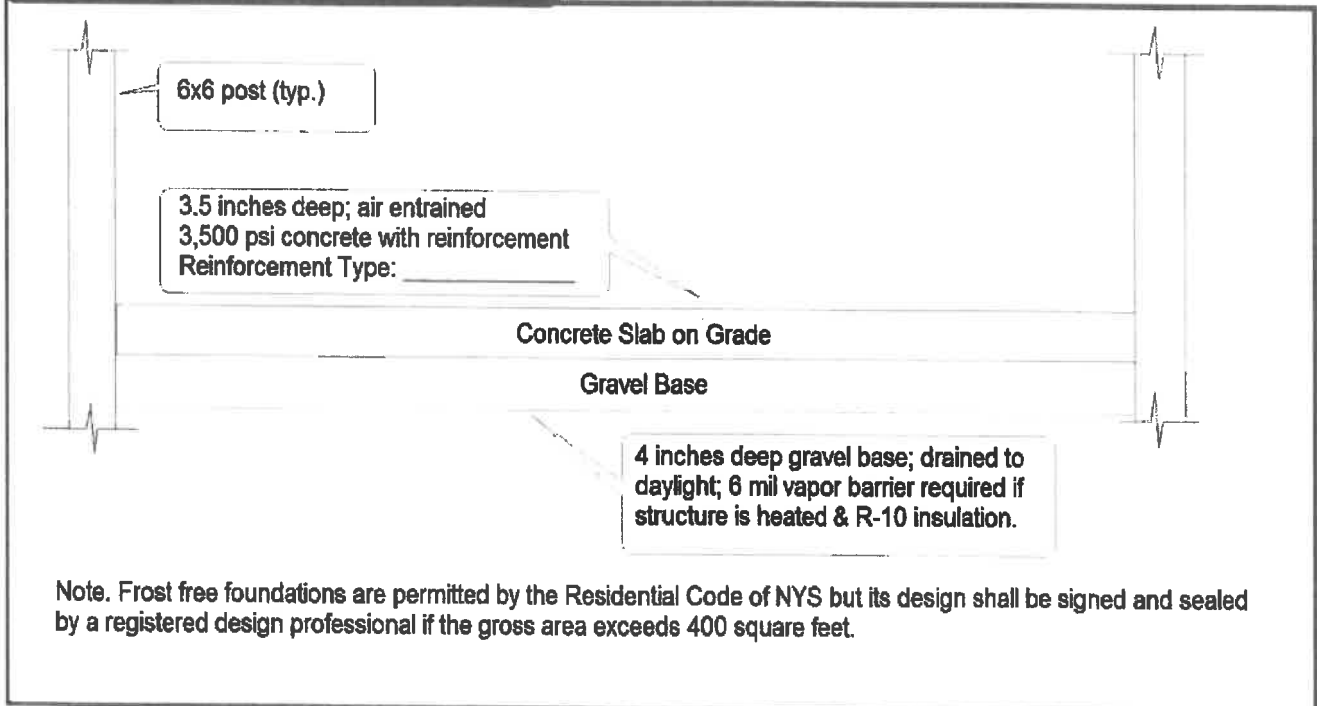 6x6 post (typ.)
3.5 inches deep; air entrained
3,500 psi concrete with reinforcement
Reinforcement Type: _______________
Concrete Slab on Grade
Gravel Base
4 inches deep gravel base; drained to
daylight; 6 mil vapor barrier required if
structure is heated & R-10 insulation.
Note. Frost free foundations are permitted by the Residential Code of NYS but its design shall be signed and sealed
by a registered design professional if the gross area exceeds 400 square feet.